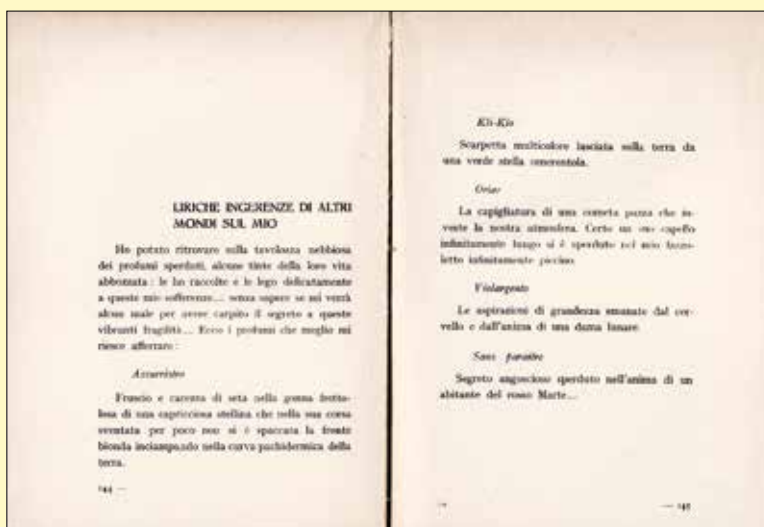 LIRICHE INGERENZE DI ALTRI
MONDI SUL MIO
Ho potuto ritrovare sulla tavolozza nebbiosa
dei profumi sperduti, alcune tinte della loro vita
abbozzata: le ho raccolte e le lego delicatamente
a queste mie sofferenze... senza sapere se mi verrà
alcun male per avere carpito il segreto a queste
vibranti fragilità... Ecco i profumi che meglio mi
riesce afferrare:
Azzurristro
Fruscio e carezza di seta nella gonna
di una capricciosa stellina che nella sua corsa
sventata per poco non si è spaccata la fronte
bionda inciampando nella curva pachidermica della
terra.
144 —
Scarpetta multicolore lasciata sulla terra da
una verde stella cenerentola.
La capigliatura di una cometa pazza che in-
veste la nostra atmosfera. Certo un suo capello
infinitamente lungo si è sperduto nel mio fazzo-
letto infinitamente piccino.
Violargento
Le aspirazioni di grandezza emanate dal cer-
vello e dall'anima di una dama lunare.
Sans paraître
Segreto angoscioso sperduto nell'anima di un
abitante del rosso Marte...
— 145